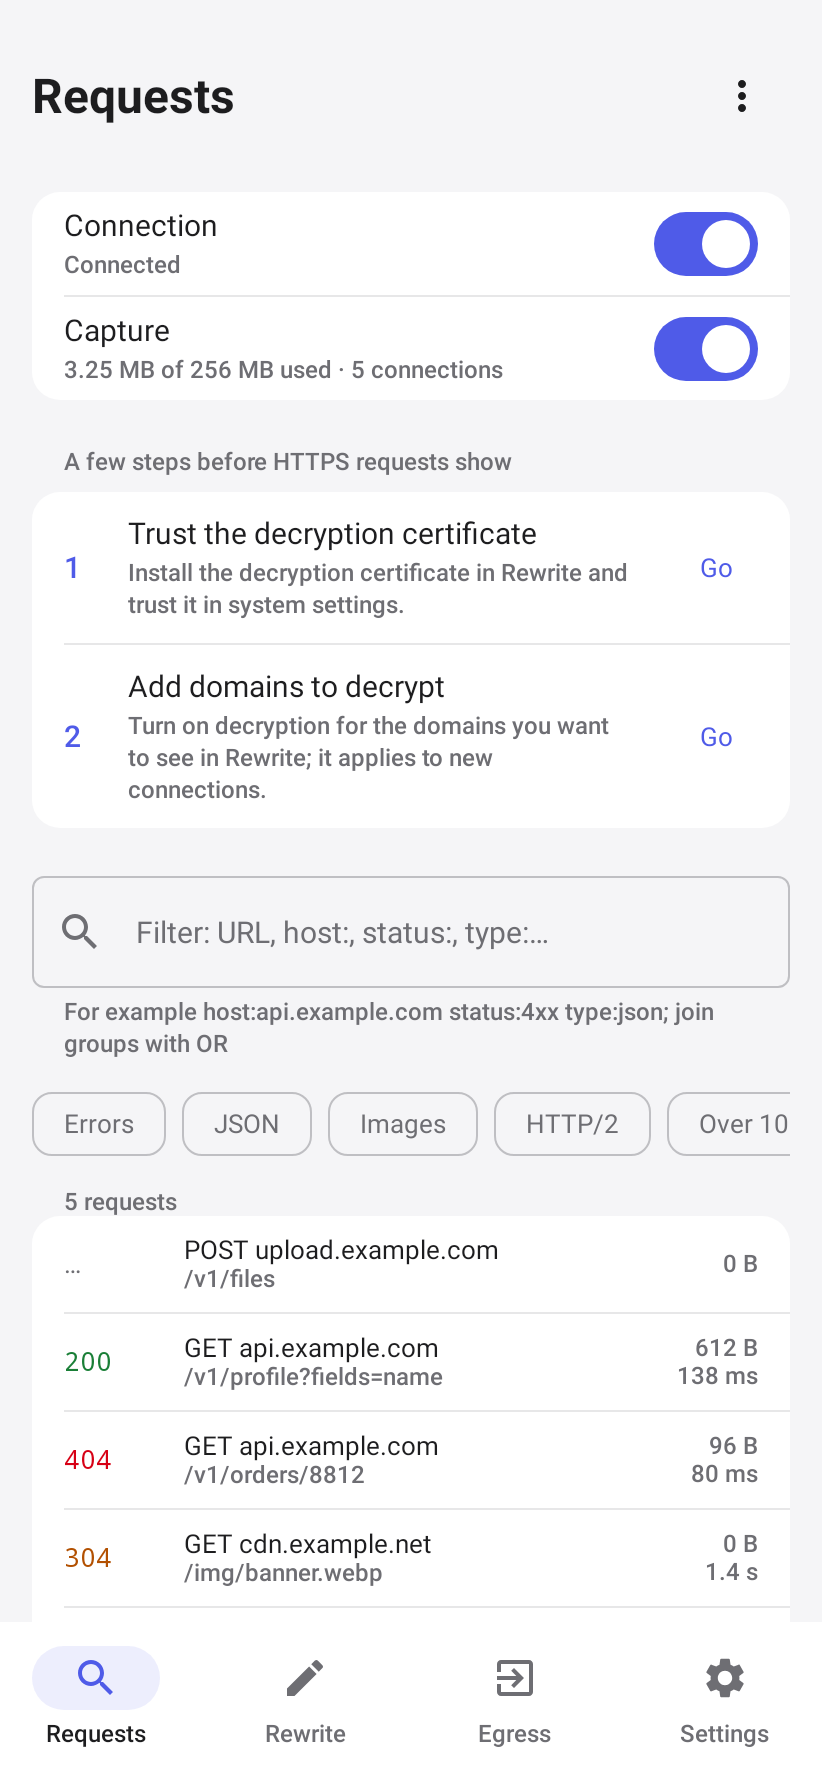 Requests
Connection
Connected
Capture
3.25 MB of 256 MB used · 5 connections
A few steps before HTTPS requests show
1
Trust the decryption certificate
Install the decryption certificate in Rewrite and
trust it in system settings.
Go
2
Add domains to decrypt
Turn on decryption for the domains you want
to see in Rewrite; it applies to new
connections.
Go
Filter: URL, host:, status:, type:...
For example host:api.example.com status:4xx type:json; join
groups with OR
Errors
JSON
Images
HTTP/2
Over 10
5 requests
... POST upload.example.com 0 B
/v1/files
200 GET api.example.com 612 B
/v1/profile?fields=name 138 ms
404 GET api.example.com 96 B
/v1/orders/8812 80 ms
304 GET cdn.example.net 0 B
/img/banner.webp 1.4 s
Requests
Rewrite
Egress
Settings